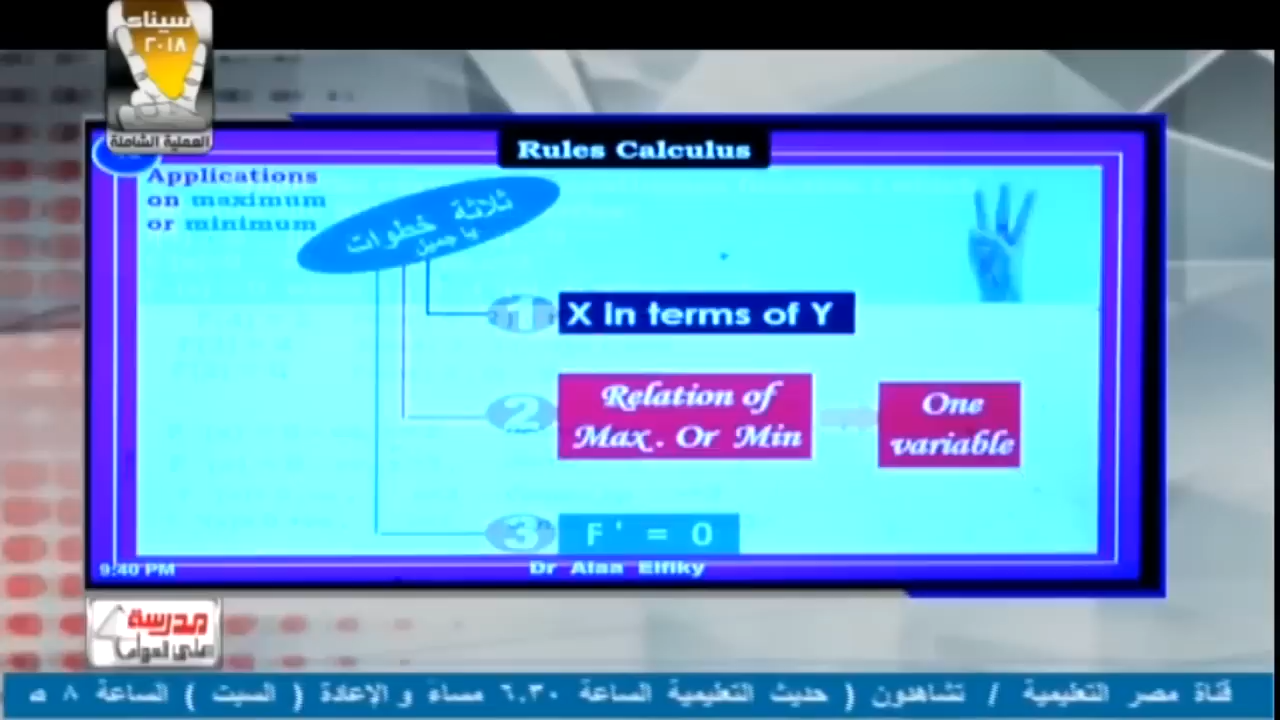 سيناء
٢٠١٨
العملية الشاملة
Rules Calculus
Applications
on maximum
or minimum
ثلاثة خطوات
يا جميل
1 X In terms of Y
2 Relation of
Max . Or Min
One
variable
3 F ' = 0
9:40 PM
Dr Alaa Elfiky
مدرسة
على الهواء
قناة مصر التعليمية / تشاهدون ( حديث التعليمية الساعة ٦.٣٠ مساءً والإعادة ( السبت ) الساعة ٨ ص